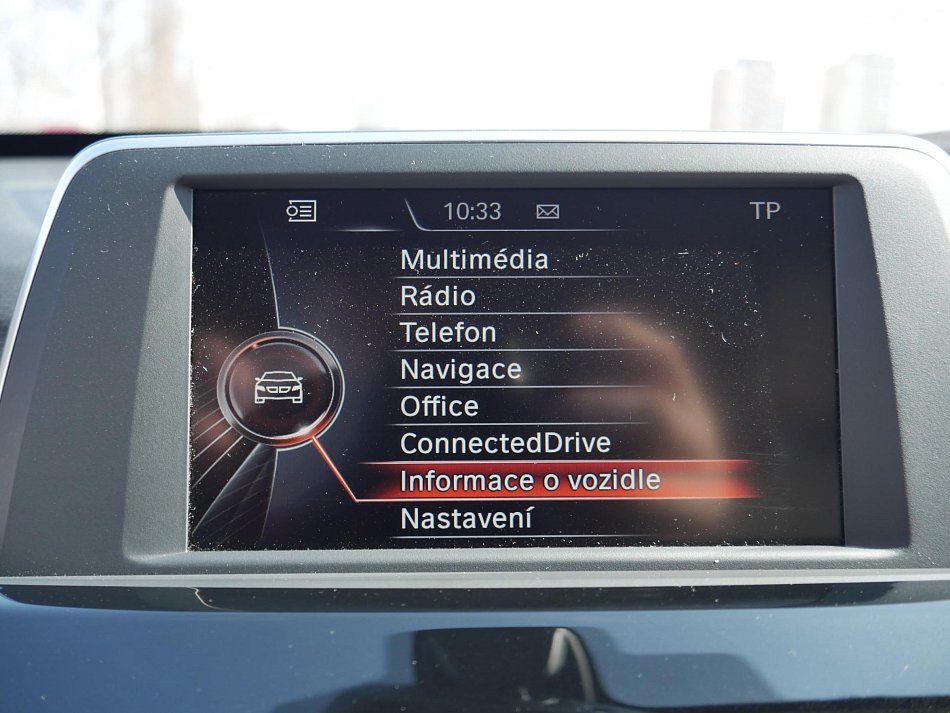 10:33
TP
Multimédia
Rádio
Telefon
Navigace
Office
ConnectedDrive
Informace o vozidle
Nastavení